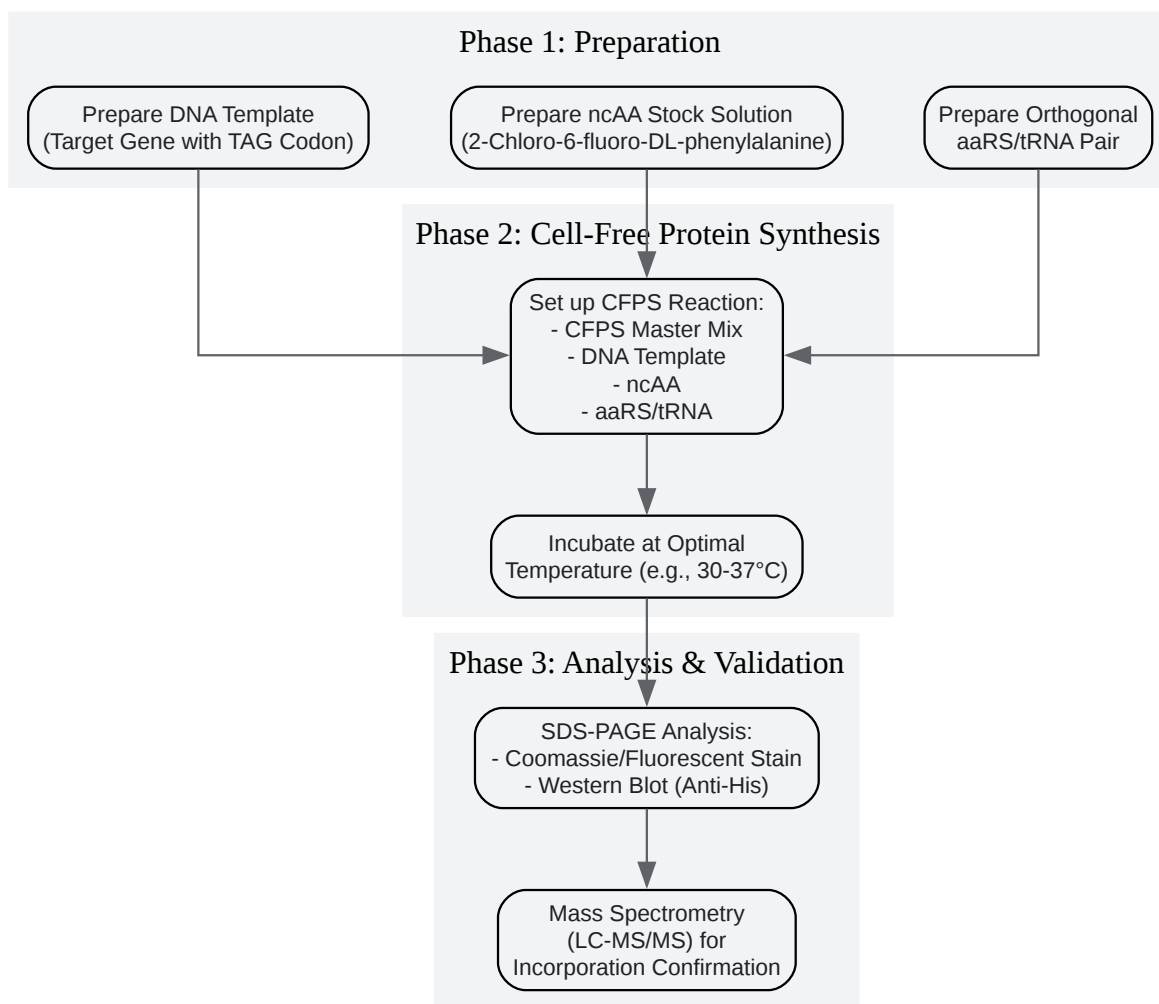 Phase 1: Preparation
Prepare DNA Template
(Target Gene with TAG Codon)
Prepare ncAA Stock Solution
(2-Chloro-6-fluoro-DL-phenylalanine)
Prepare Orthogonal
aaRS/tRNA Pair
Phase 2: Cell-Free Protein Synthesis
Set up CFPS Reaction:
- CFPS Master Mix
- DNA Template
- ncAA
- aaRS/tRNA
Incubate at Optimal
Temperature (e.g., 30-37°C)
Phase 3: Analysis & Validation
SDS-PAGE Analysis:
- Coomassie/Fluorescent Stain
- Western Blot (Anti-His)
Mass Spectrometry
(LC-MS/MS) for
Incorporation Confirmation